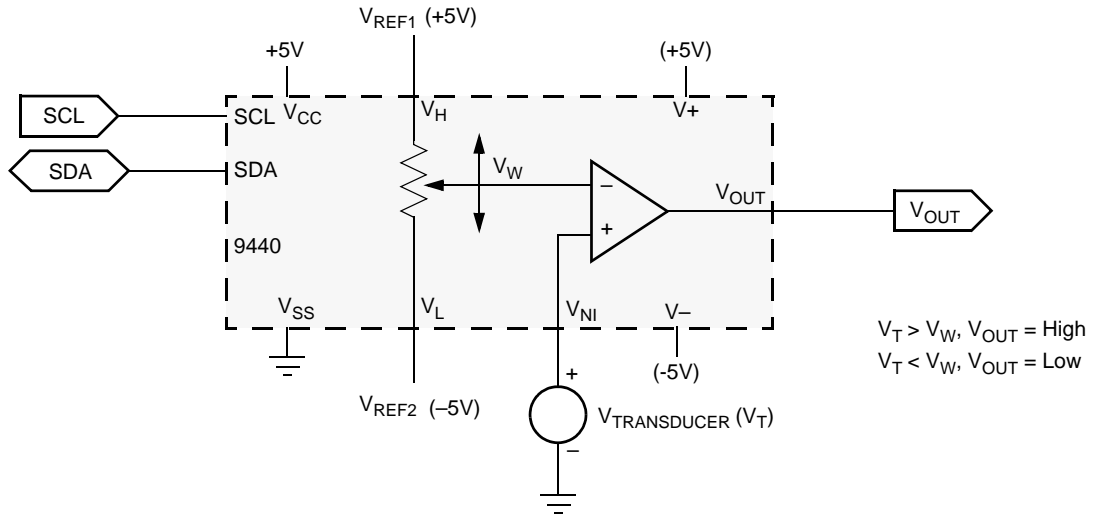 V_REF1 (+5V)
+5V
(+5V)
SCL
SCL
V_CC
V_H
V+
SDA
SDA
V_W
–
V_OUT
V_OUT
+
9440
V_SS
V_L
V_NI
V–
V_T > V_W, V_OUT = High
V_T < V_W, V_OUT = Low
(-5V)
+
V_REF2 (–5V)
V_TRANSDUCER (V_T)
–